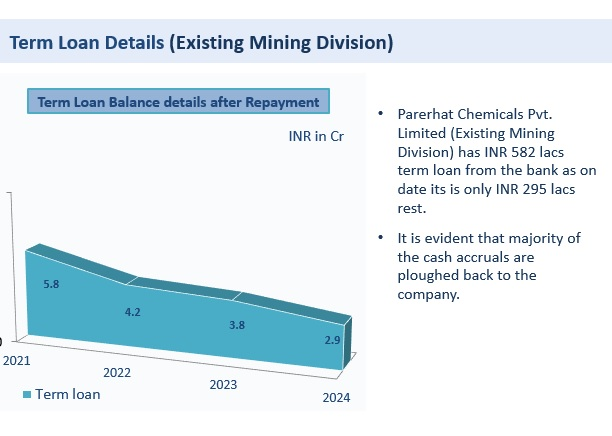 Term Loan Details (Existing Mining Division)
Term Loan Balance details after Repayment
INR in Cr
5.8
4.2
3.8
2.9
0
2021
2022
2023
2024
Term loan
• Parerhat Chemicals Pvt.
Limited (Existing Mining
Division) has INR 582 lacs
term loan from the bank as on
date its is only INR 295 lacs
rest.
• It is evident that majority of
the cash accruals are
ploughed back to the
company.